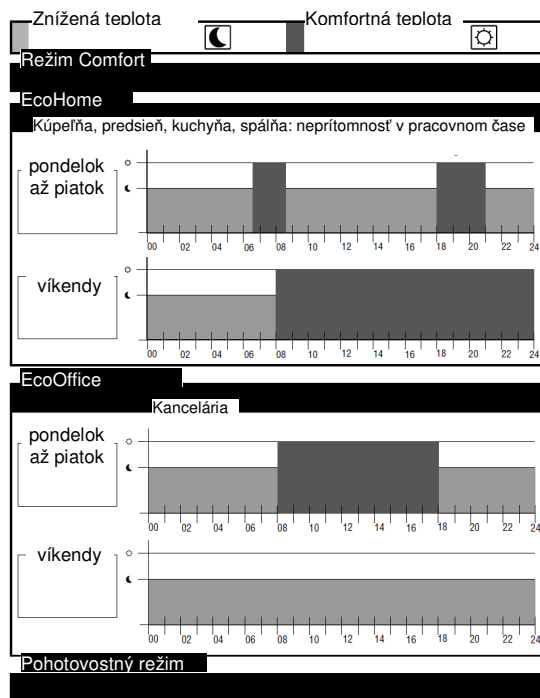 Znížená teplota Komfortná teplota
Režim Comfort
EcoHome
Kúpeľňa, predsieň, kuchyňa, spálňa: neprítomnosť v pracovnom čase
pondelok
až piatok
00 02 04 06 08 10 12 14 16 18 20 22 24
víkendy
00 02 04 06 08 10 12 14 16 18 20 22 24
EcoOffice
Kancelária
pondelok
až piatok
00 02 04 06 08 10 12 14 16 18 20 22 24
víkendy
00 02 04 06 08 10 12 14 16 18 20 22 24
Pohotovostný režim